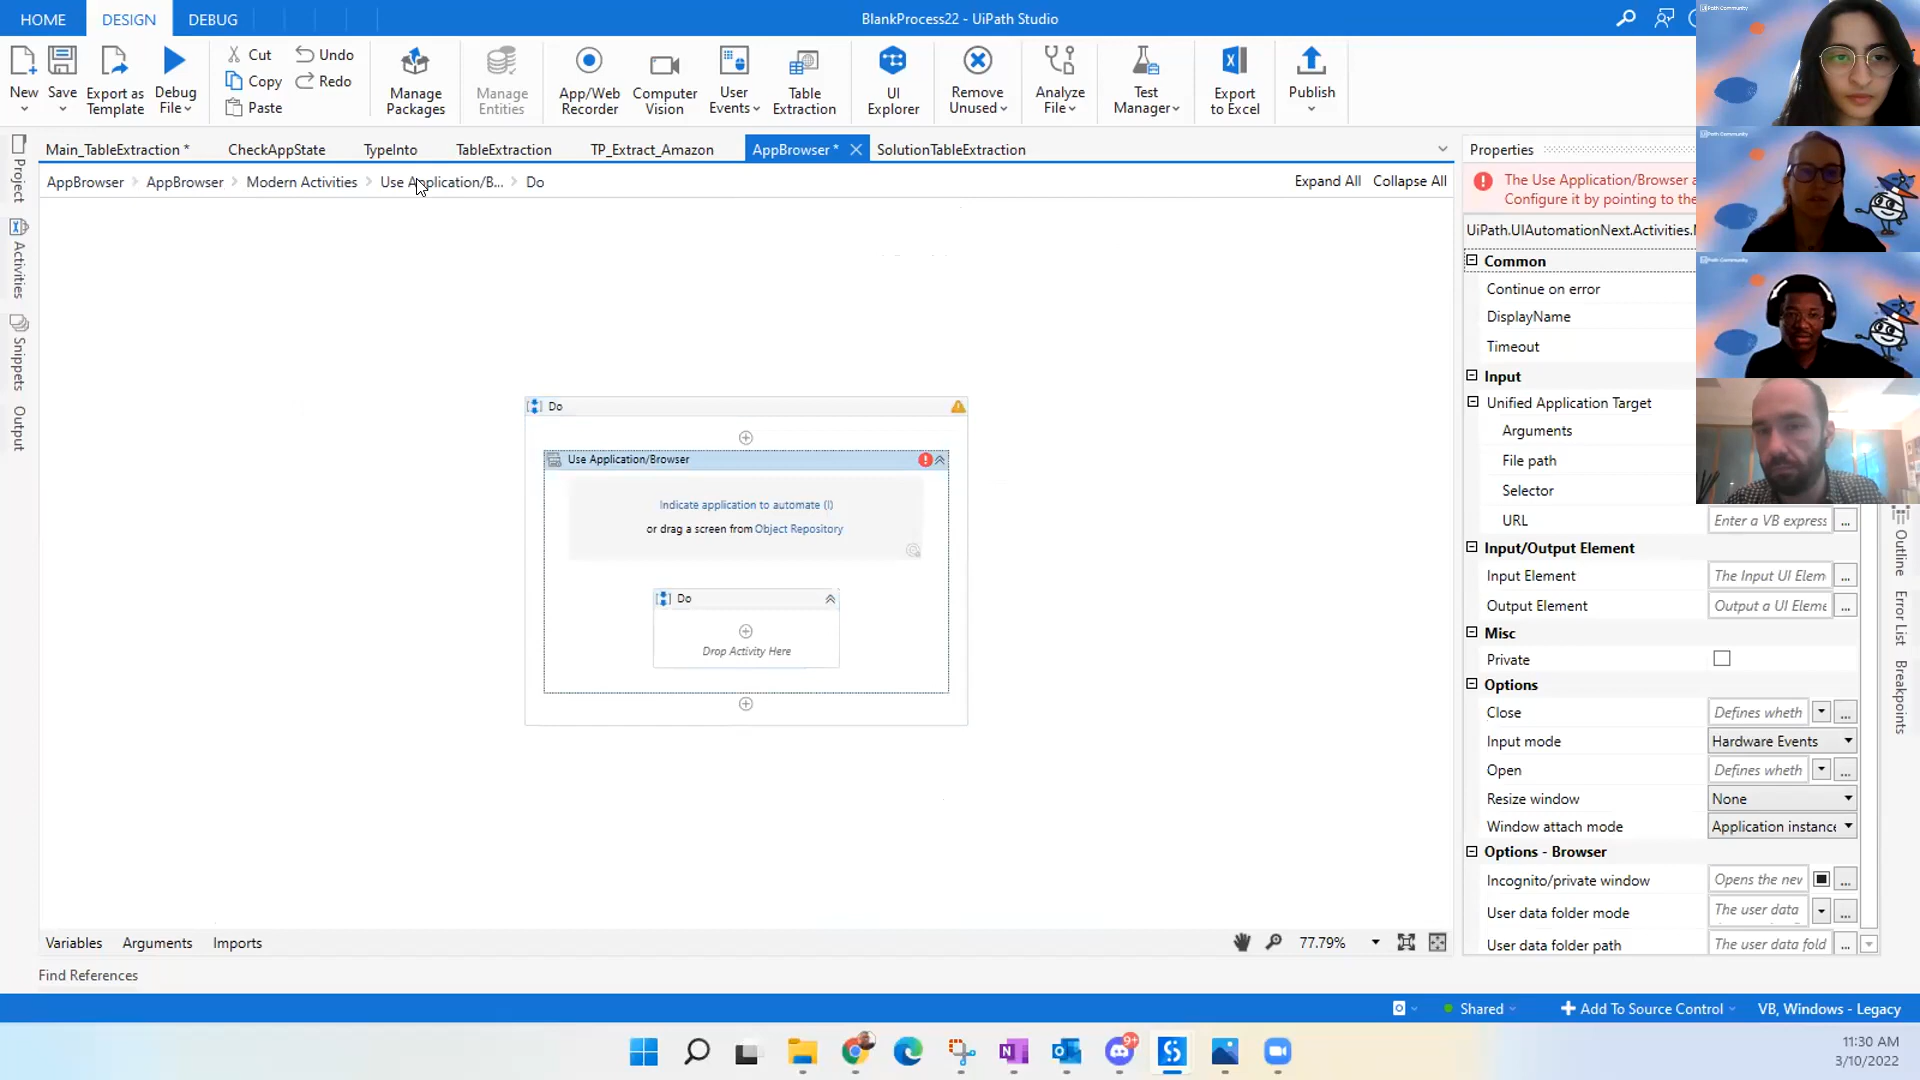 HOME
DESIGN
DEBUG
BlankProcess22 - UiPath Studio
New
Save
Export as
Template
Debug
File
Cut
Copy
Paste
Undo
Redo
Manage
Packages
Manage
Entities
App/Web
Recorder
Computer
Vision
User
Events
Table
Extraction
UI
Explorer
Remove
Unused
Analyze
File
Test
Manager
Export
to Excel
Publish
Main_TableExtraction *
CheckAppState
TypeInto
TableExtraction
TP_Extract_Amazon
AppBrowser *
SolutionTableExtraction
AppBrowser
AppBrowser
Modern Activities
Use Application/B...
Do
Expand All
Collapse All
Project
Activities
Snippets
Output
Do
Use Application/Browser
Indicate application to automate (I)
or drag a screen from Object Repository
Do
Drop Activity Here
Properties
The Use Application/Browser a
Configure it by pointing to the
UiPath.UIAutomationNext.Activities.
Common
Continue on error
DisplayName
Timeout
Input
Unified Application Target
Arguments
File path
Selector
URL
Enter a VB express
...
Input/Output Element
Input Element
The Input UI Elem
...
Output Element
Output a UI Eleme
...
Misc
Private
Options
Close
Defines wheth
...
Input mode
Hardware Events
Open
Defines wheth
...
Resize window
None
Window attach mode
Application instance
Options - Browser
Incognito/private window
Opens the nev
...
User data folder mode
The user data
...
User data folder path
The user data fold
...
Outline
Error List
Breakpoints
Variables
Arguments
Imports
77.79%
Find References
Shared
Add To Source Control
VB, Windows - Legacy
9+
11:30 AM
3/10/2022